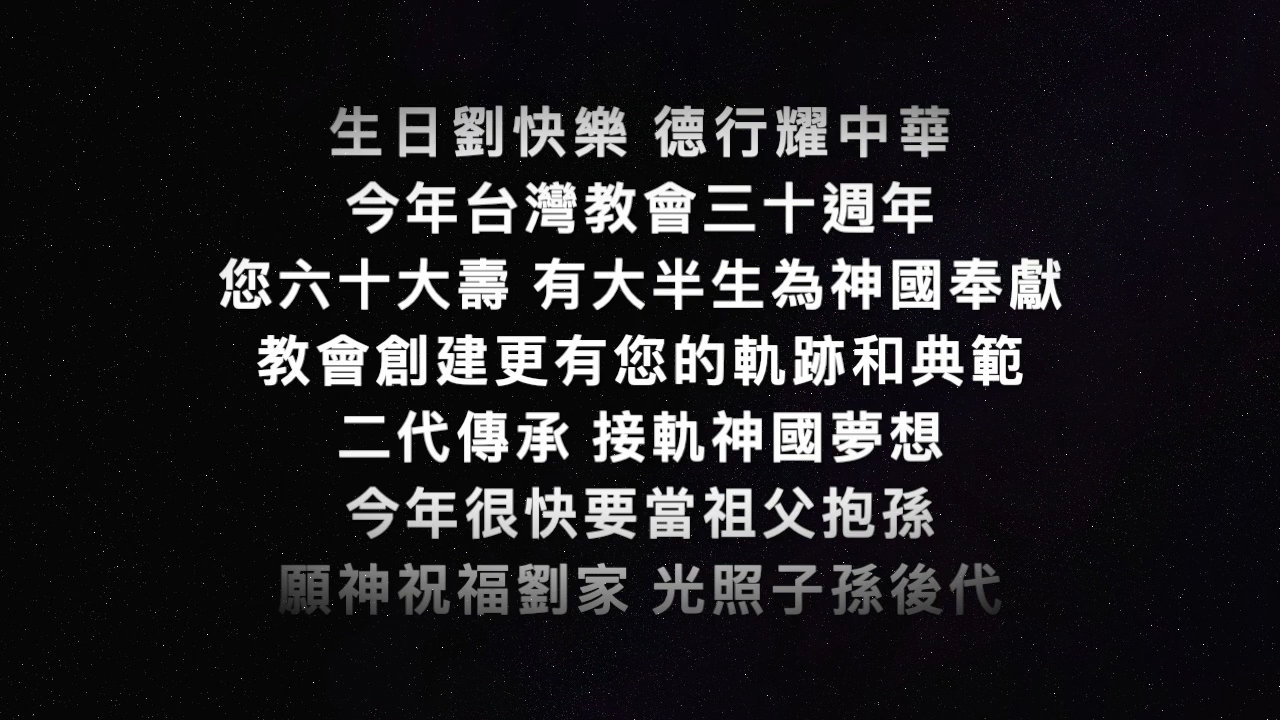 生日劉快樂 德行耀中華
今年台灣教會三十週年
您六十大壽 有大半生為神國奉獻
教會創建更有您的軌跡和典範
二代傳承 接軌神國夢想
今年很快要當祖父抱孫
願神祝福劉家 光照子孫後代